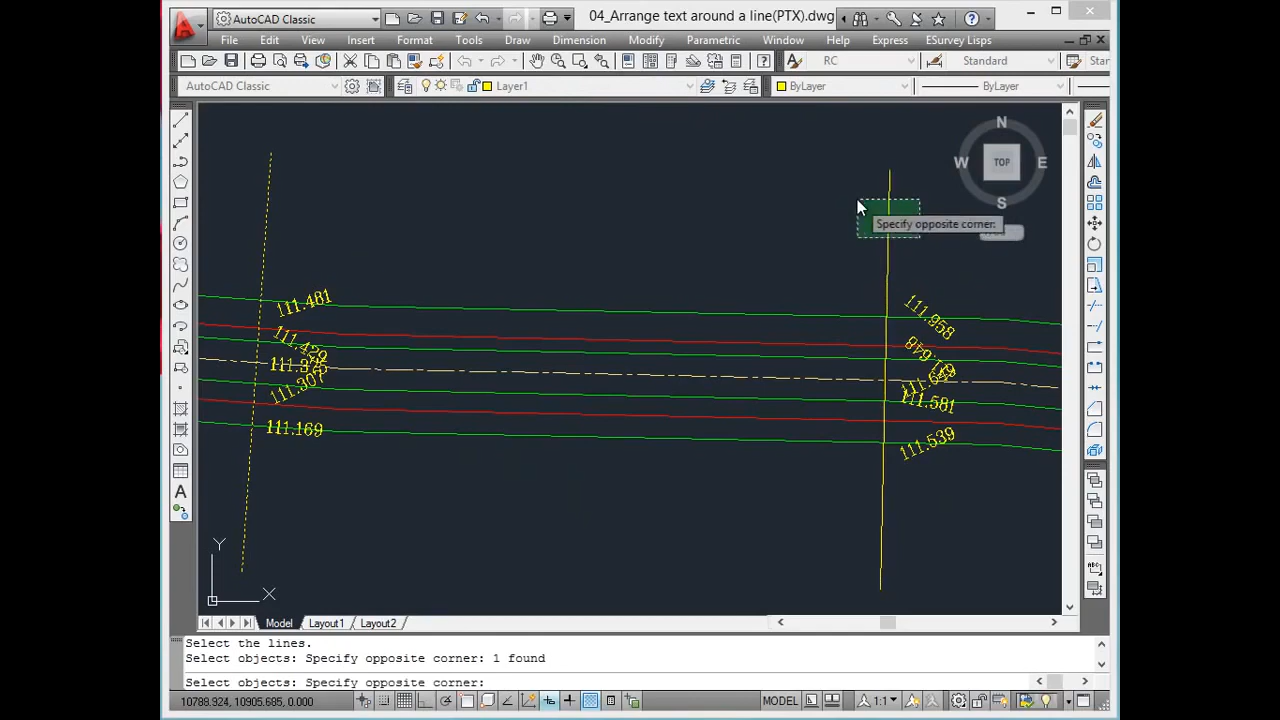 AutoCAD Classic
04_Arrange text around a line(PTX).dwg
File Edit View Insert Format Tools Draw Dimension Modify Parametric Window Help Express ESurvey Lisps
RC Standard
AutoCAD Classic Layer1 ByLayer ByLayer
N
W TOP E
S
Specify opposite corner:
111.481
111.958
111.429
111.307
111.581
111.169
111.539
Y
X
A
Model Layout1 Layout2
Select the lines.
Select objects: Specify opposite corner: 1 found
Select objects: Specify opposite corner:
10788.924, 10905.685, 0.000 MODEL 1:1